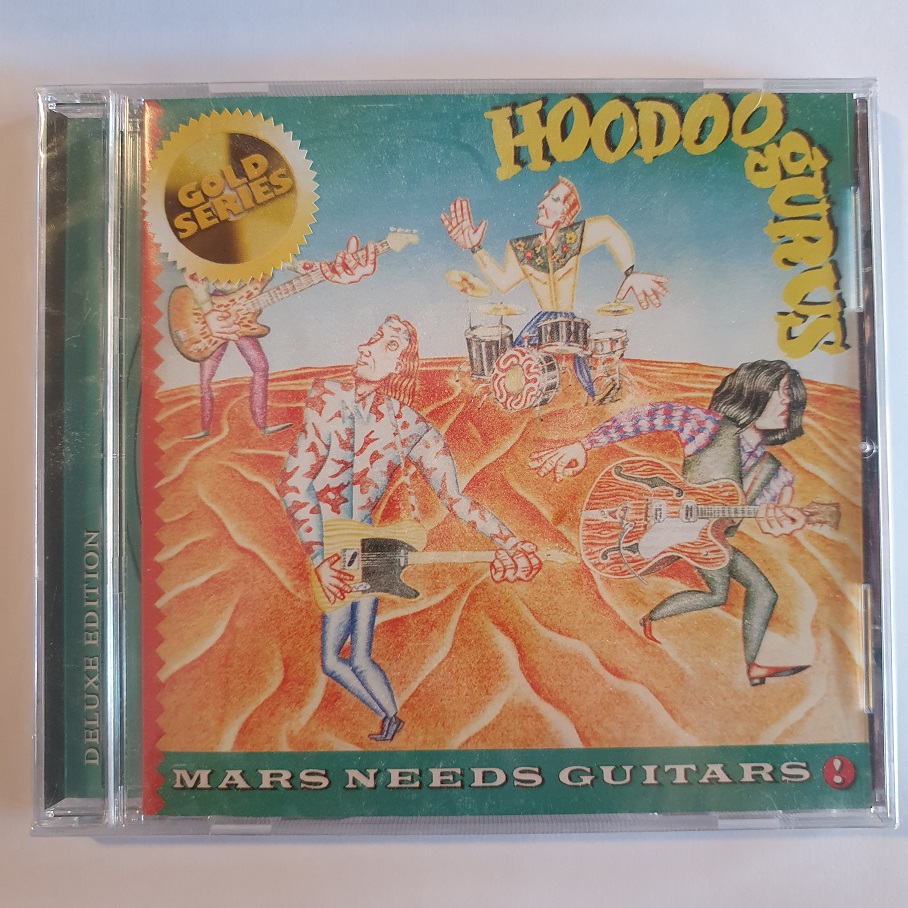 GOLD
SERIES
HOODOO
GURUS
DELUXE EDITION
MARS NEEDS GUITARS!